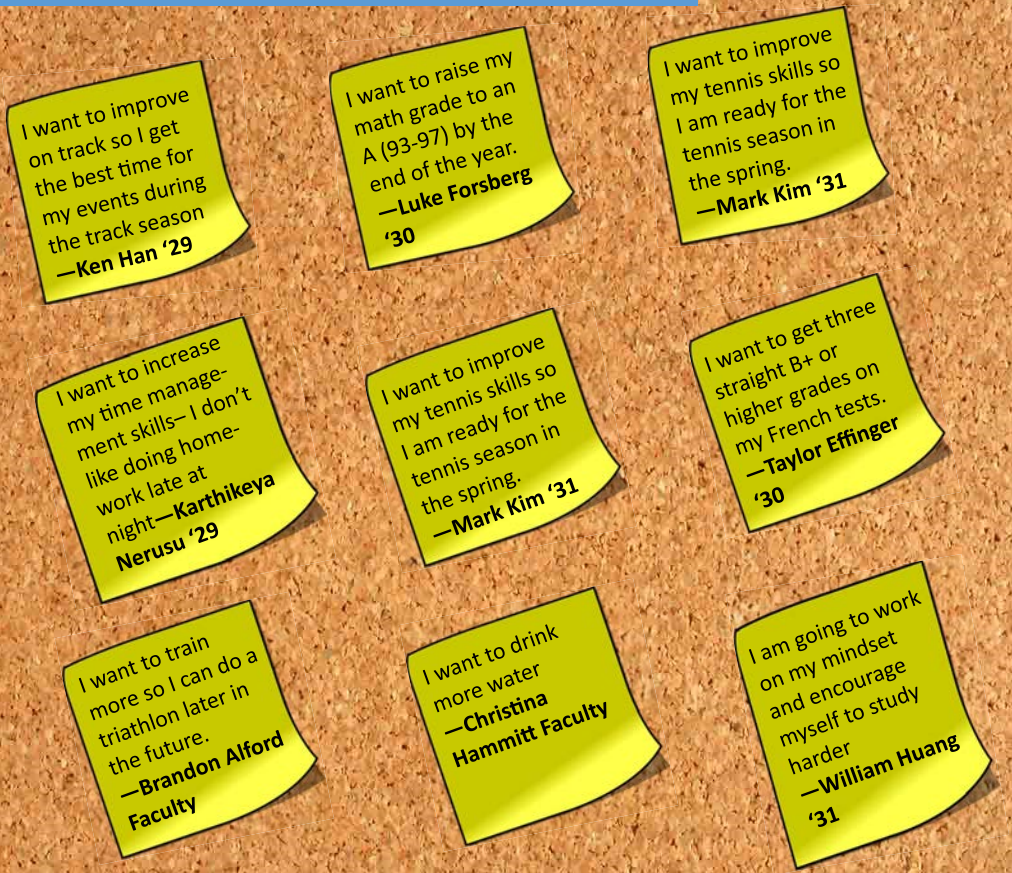 I want to improve
on track so I get
the best time for
my events during
the track season
—Ken Han ‘29
I want to raise my
math grade to an
A (93-97) by the
end of the year.
—Luke Forsberg
‘30
I want to improve
my tennis skills so
I am ready for the
tennis season in
the spring.
—Mark Kim ‘31
I want to increase
my time manage-
ment skills– I don’t
like doing home-
work late at
night—Karthikeya
Nerusu ‘29
I want to improve
my tennis skills so
I am ready for the
tennis season in
the spring.
—Mark Kim ‘31
I want to get three
straight B+ or
higher grades on
my French tests.
—Taylor Effinger
‘30
I want to train
more so I can do a
triathlon later in
the future.
—Brandon Alford
Faculty
I want to drink
more water
—Christina
Hammitt Faculty
I am going to work
on my mindset
and encourage
myself to study
harder
—William Huang
‘31